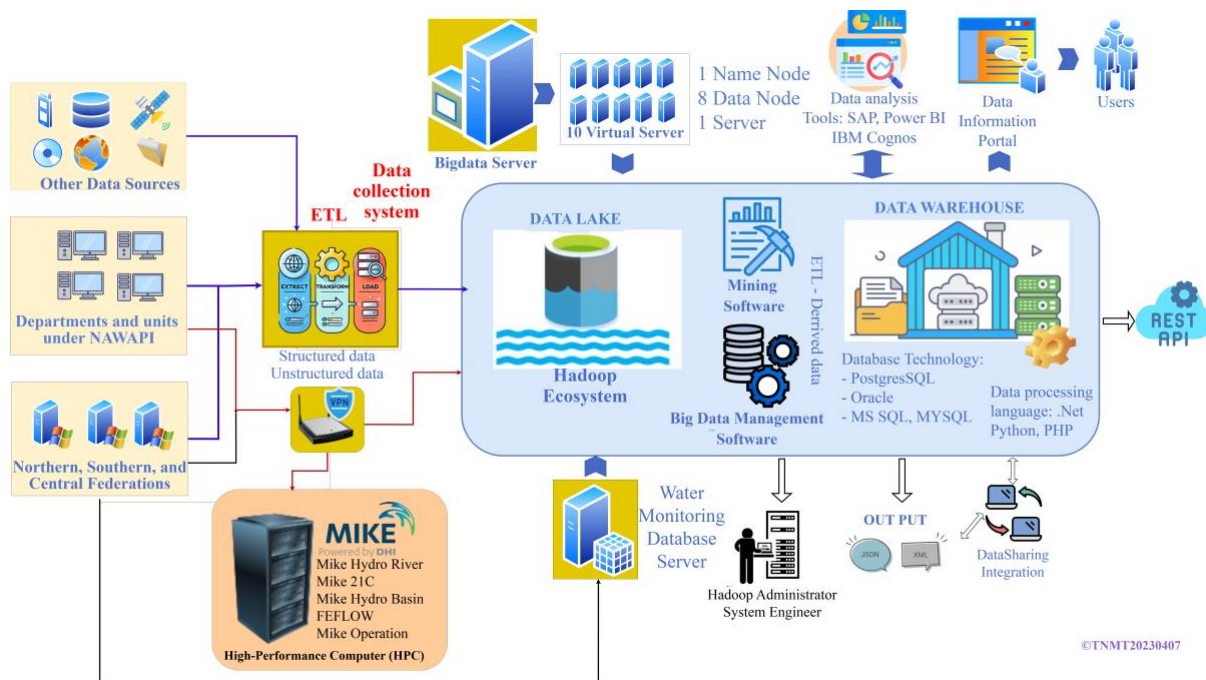 Other Data Sources
Departments and units
under NAWAPI
Northern, Southern, and
Central Federations
ETL
Data
collection
system
EXTRACT
TRANSFORM
LOAD
Structured data
Unstructured data
VPN
MIKE
Powered by DHI
Mike Hydro River
Mike 21C
Mike Hydro Basin
FEFLOW
Mike Operation
High-Performance Computer (HPC)
Bigdata Server
10 Virtual Server
1 Name Node
8 Data Node
1 Server
Data analysis
Tools: SAP, Power BI
IBM Cognos
Data
Information
Portal
Users
DATA LAKE
Hadoop
Ecosystem
Mining
Software
Big Data Management
Software
ETL - Derrived data
DATA WAREHOUSE
Database Technology:
- PostgresSQL
- Oracle
- MS SQL, MYSQL
Data processing
language: .Net
Python, PHP
REST
API
Water
Monitoring
Database
Server
Hadoop Administrator
System Engineer
OUT PUT
JSON
XML
DataSharing
Integration
©TNMT20230407